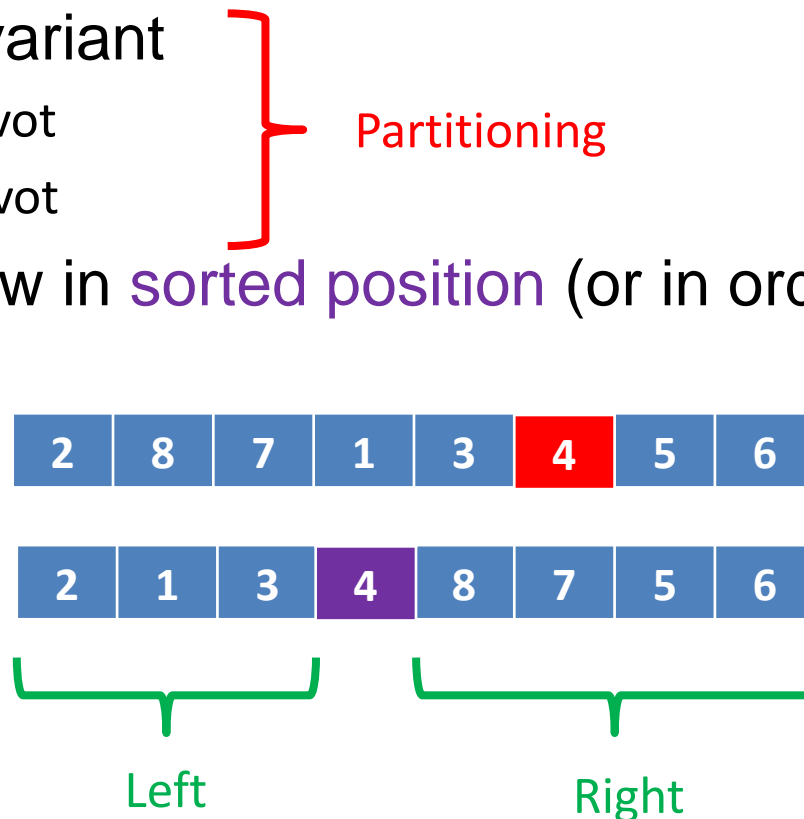 variant
vot
Partitioning
vot
w in sorted position (or in ord
2 8 7 1 3 4 5 6
2 1 3 4 8 7 5 6
Left Right